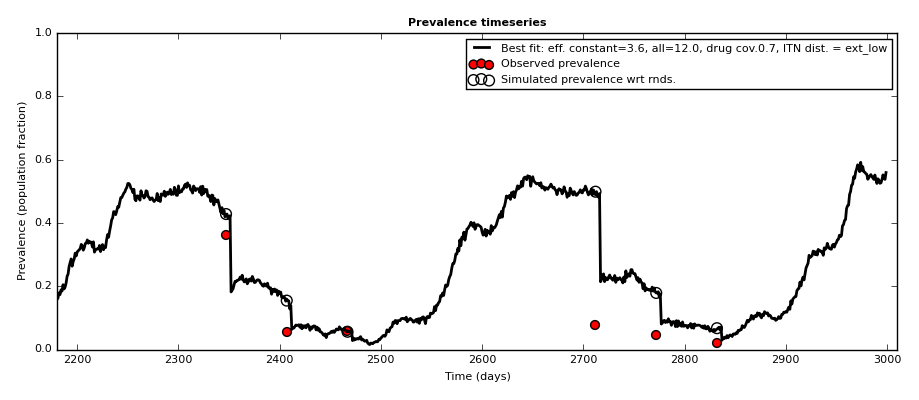 Prevalence timeseries
Best fit: eff. constant=3.6, all=12.0, drug cov.0.7, ITN dist. = ext_low
Observed prevalence
Simulated prevalence wrt rnds.
Prevalence (population fraction)
1.0
0.8
0.6
0.4
0.2
0.0
2200 2300 2400 2500 2600 2700 2800 2900 3000
Time (days)